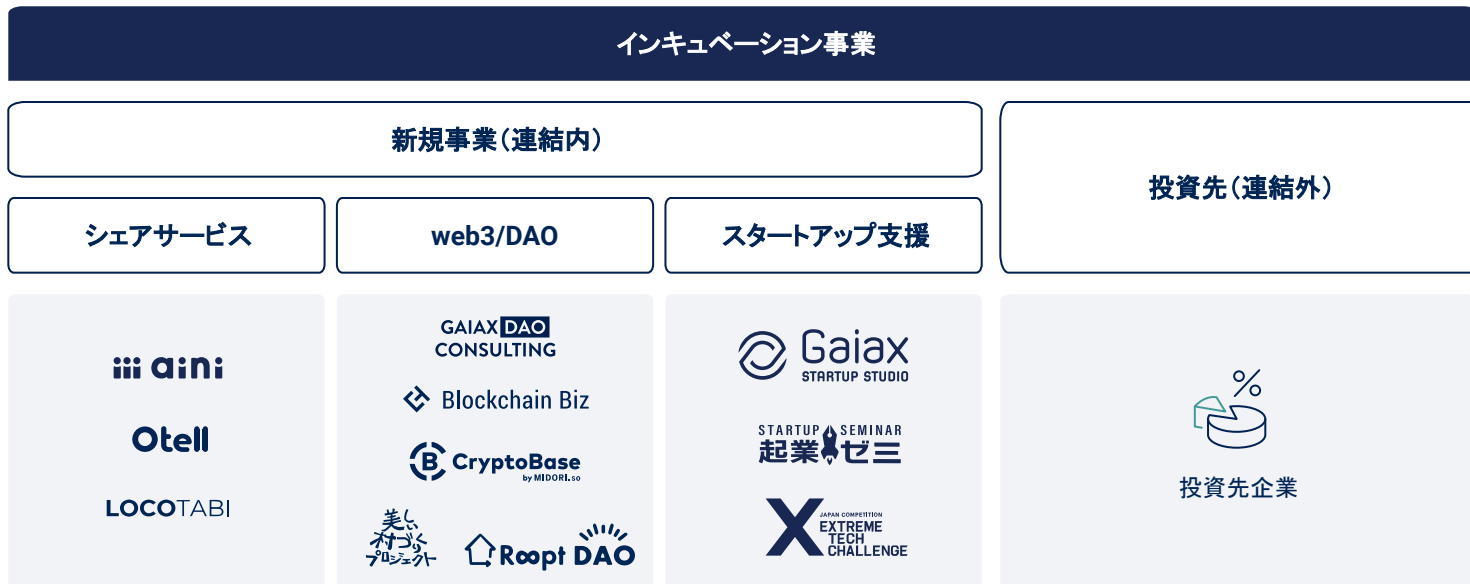 インキュベーション事業
新規事業（連結内）
投資先（連結外）
シェアサービス
web3/DAO
スタートアップ支援
aini
Otell
LOCOTABI
GAIAX DAO
CONSULTING
Blockchain Biz
B CryptoBase
by MIDORI.so
美しい
村づくり
プロジェクト
Roopt DAO
Gaiax
STARTUP STUDIO
STARTUP SEMINAR
起業ゼミ
X JAPAN COMPETITION
EXTREME
TECH
CHALLENGE
%
投資先企業